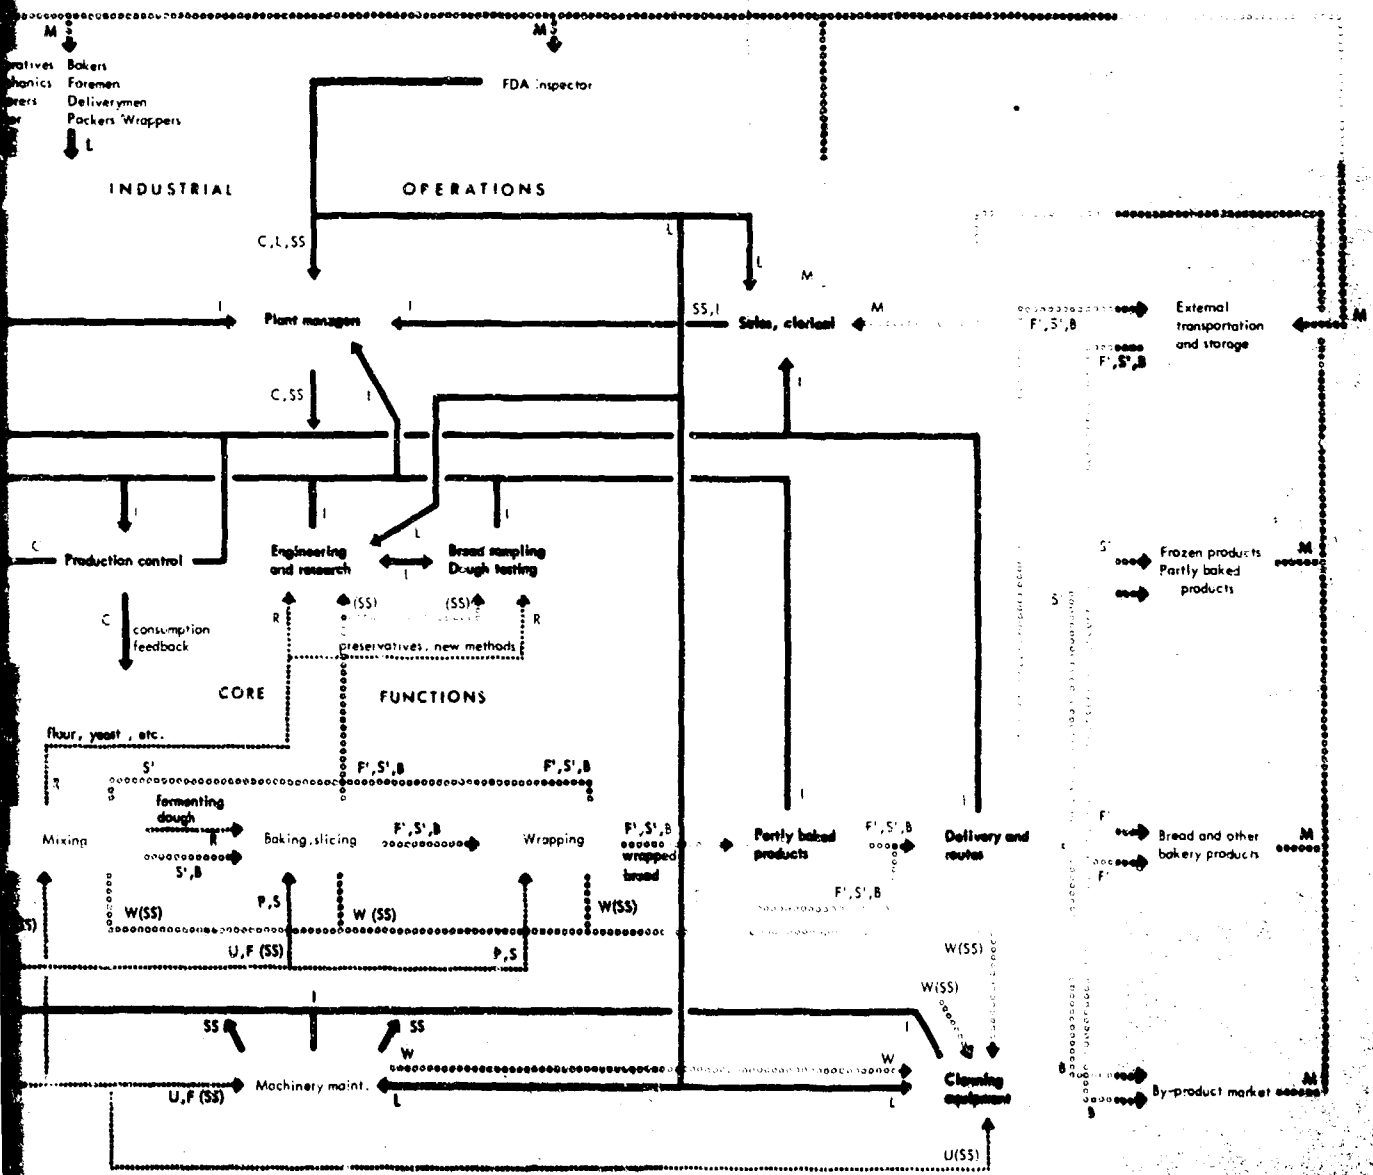 M
M
Bakers
Foremen
Deliverymen
Packers Wrappers
L
FDA inspector
INDUSTRIAL OPERATIONS
C,L,SS
L
L
M
I
Plant managers
I
SS,I
Sales, clerical
M
F',S',B
External
transportation
and storage
M
F',S',B
C,SS
I
I
I
I
L
I
C
Production control
Engineering
and research
I
Bread sampling
Dough testing
S'
Frozen products
Partly baked
products
M
S
C
consumption
feedback
R
(SS)
(SS)
R
preservatives, new methods
CORE FUNCTIONS
flour, yeast, etc.
R
S'
F',S',B
F',S',B
fermenting
dough
R
S',B
Mixing
Baking, slicing
F',S',B
Wrapping
F',S',B
wrapped
bread
I
Partly baked
products
F',S',B
I
Delivery and
routes
F'
F'
Bread and other
bakery products
M
F',S',B
W(SS)
P,S
W (SS)
W(SS)
U,F (SS)
P,S
W(SS)
W(SS)
I
SS
SS
I
W
W
U,F (SS)
Machinery maint.
L
L
Cleaning
equipment
B
B
By-product market
M
U(SS)